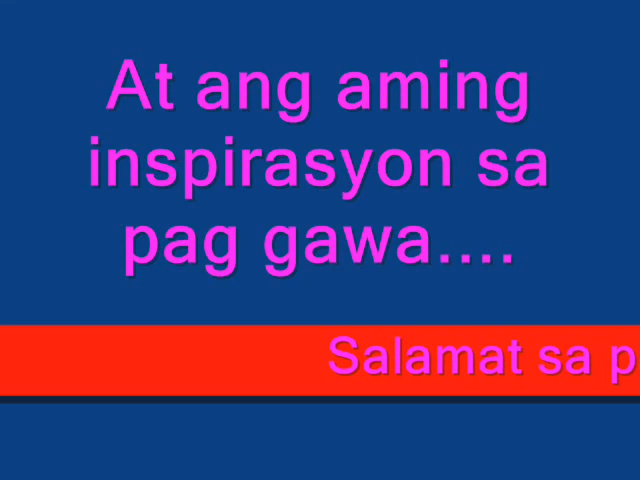 At ang aming
inspirasyon sa
pag gawa....
Salamat sa p